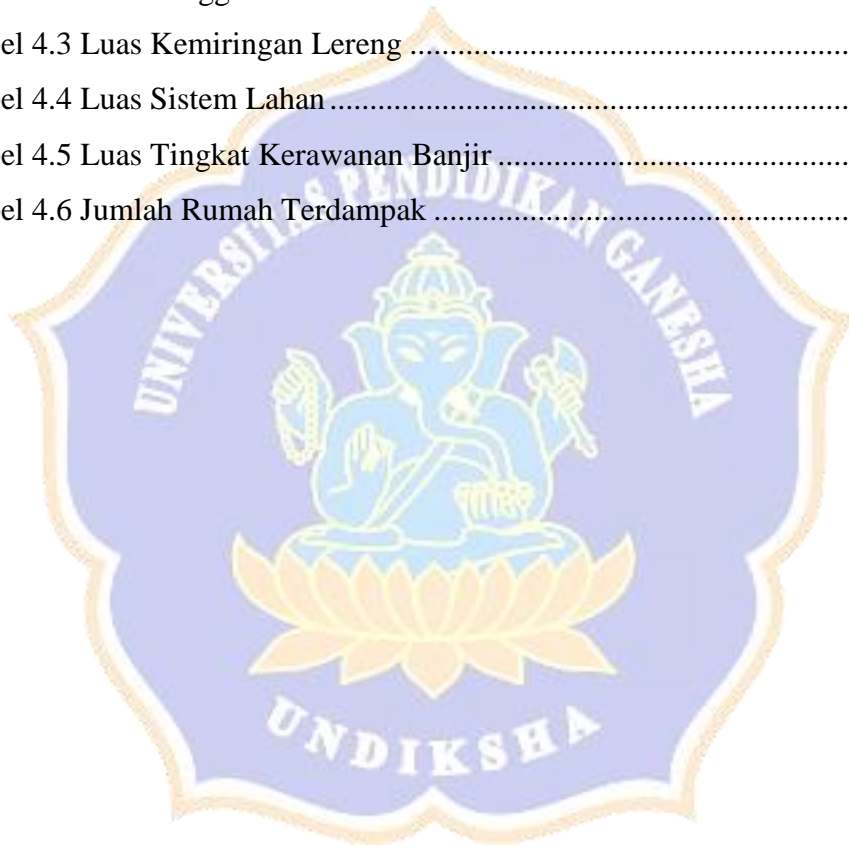 el 4.3 Luas Kemiringan Lereng ........................................................
el 4.4 Luas Sistem Lahan ...................................................................
el 4.5 Luas Tingkat Kerawanan Banjir .............................................
el 4.6 Jumlah Rumah Terdampak .....................................................
UNIVERSITAS PENDIDIKAN GANESHA
UNDIKSHA